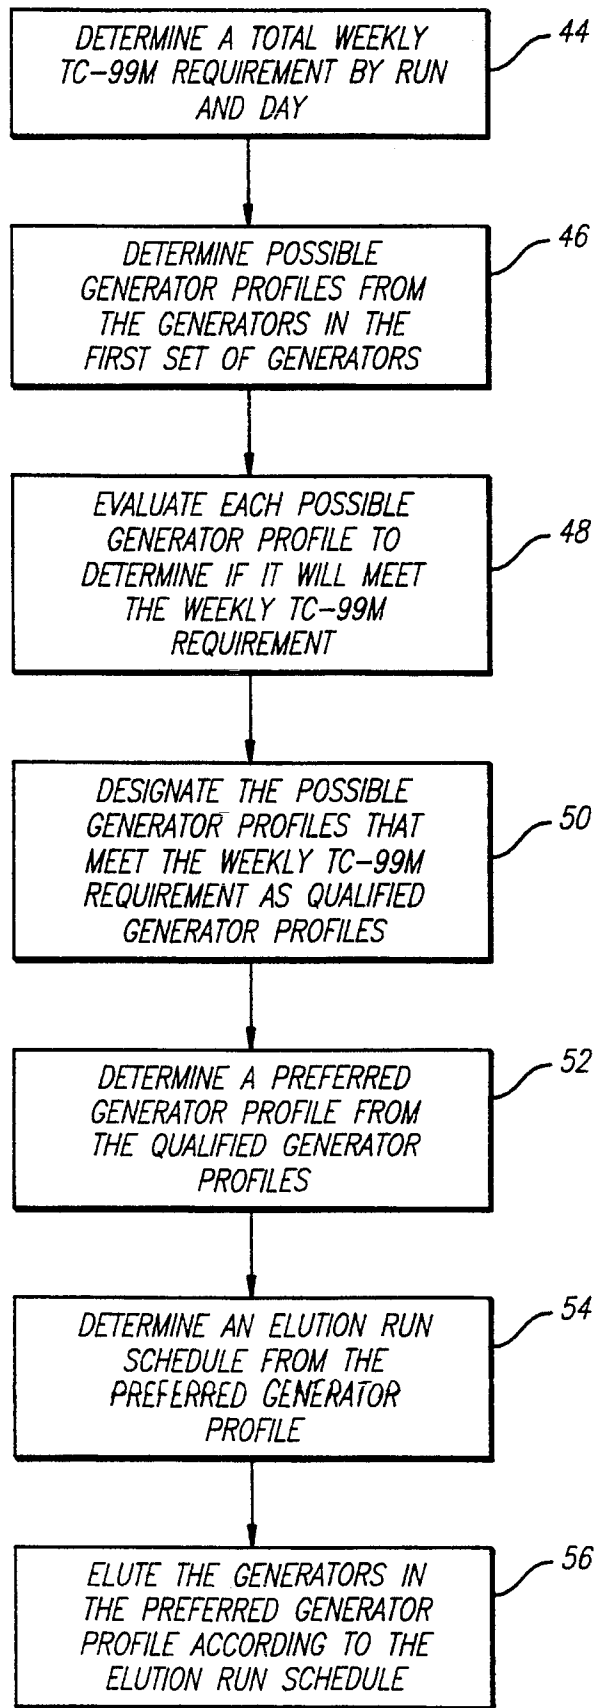 DETERMINE A TOTAL WEEKLY
TC-99M REQUIREMENT BY RUN
AND DAY
44
DETERMINE POSSIBLE
GENERATOR PROFILES FROM
THE GENERATORS IN THE
FIRST SET OF GENERATORS
46
EVALUATE EACH POSSIBLE
GENERATOR PROFILE TO
DETERMINE IF IT WILL MEET
THE WEEKLY TC-99M
REQUIREMENT
48
DESIGNATE THE POSSIBLE
GENERATOR PROFILES THAT
MEET THE WEEKLY TC-99M
REQUIREMENT AS QUALIFIED
GENERATOR PROFILES
50
DETERMINE A PREFERRED
GENERATOR PROFILE FROM
THE QUALIFIED GENERATOR
PROFILES
52
DETERMINE AN ELUTION RUN
SCHEDULE FROM THE
PREFERRED GENERATOR
PROFILE
54
ELUTE THE GENERATORS IN
THE PREFERRED GENERATOR
PROFILE ACCORDING TO THE
ELUTION RUN SCHEDULE
56